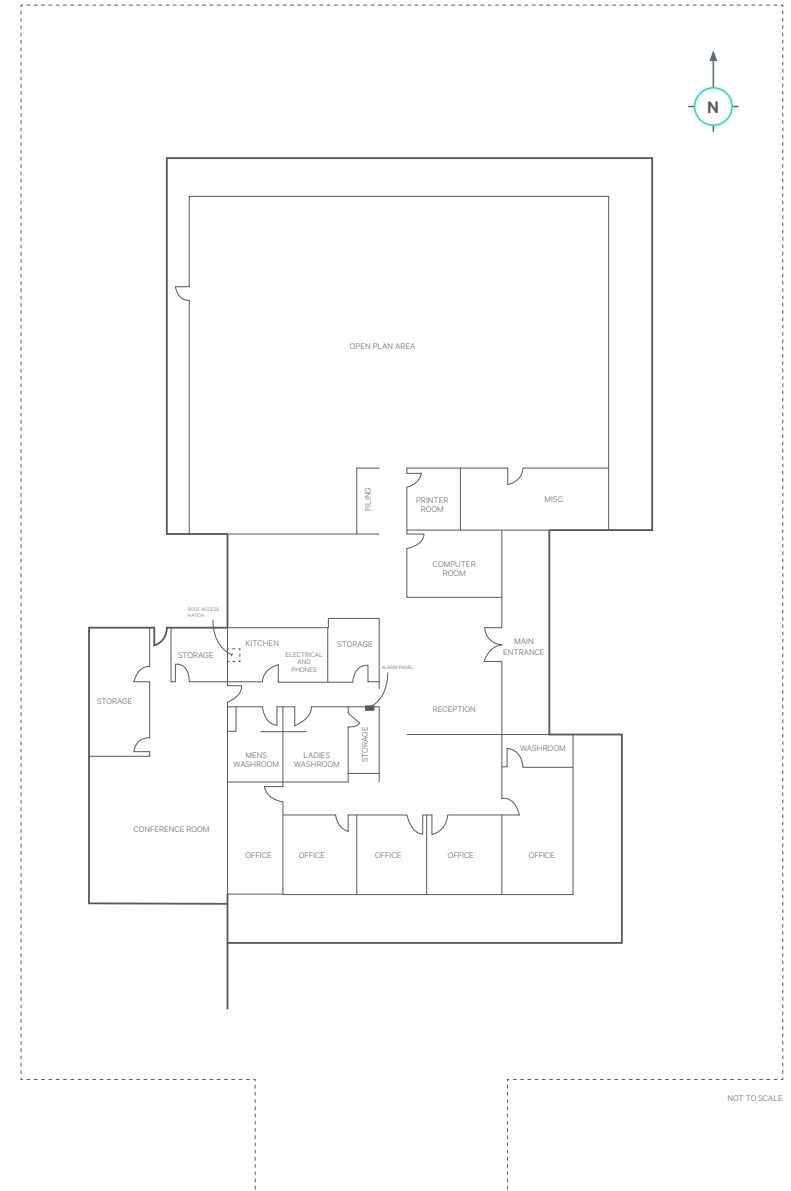 N
OPEN PLAN AREA
FILING
PRINTER
ROOM
MISC.
COMPUTER
ROOM
ROOF ACCESS
HATCH
STORAGE
KITCHEN
ELECTRICAL
AND
PHONES
STORAGE
MAIN
ENTRANCE
ALARM PANEL
STORAGE
RECEPTION
MENS
WASHROOM
LADIES
WASHROOM
STORAGE
WASHROOM
CONFERENCE ROOM
OFFICE
OFFICE
OFFICE
OFFICE
OFFICE
NOT TO SCALE